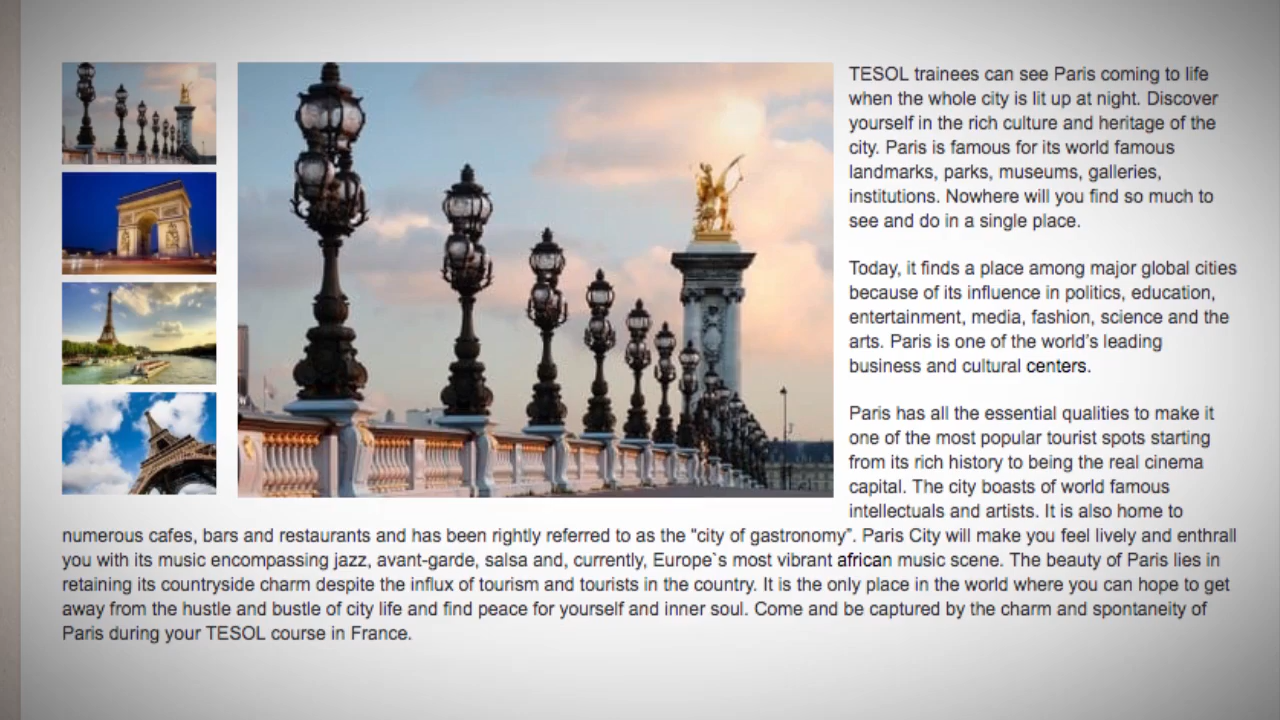 TESOL trainees can see Paris coming to life
when the whole city is lit up at night. Discover
yourself in the rich culture and heritage of the
city. Paris is famous for its world famous
landmarks, parks, museums, galleries,
institutions. Nowhere will you find so much to
see and do in a single place.
Today, it finds a place among major global cities
because of its influence in politics, education,
entertainment, media, fashion, science and the
arts. Paris is one of the world’s leading
business and cultural centers.
Paris has all the essential qualities to make it
one of the most popular tourist spots starting
from its rich history to being the real cinema
capital. The city boasts of world famous
intellectuals and artists. It is also home to
numerous cafes, bars and restaurants and has been rightly referred to as the “city of gastronomy”. Paris City will make you feel lively and enthrall
you with its music encompassing jazz, avant-garde, salsa and, currently, Europe`s most vibrant african music scene. The beauty of Paris lies in
retaining its countryside charm despite the influx of tourism and tourists in the country. It is the only place in the world where you can hope to get
away from the hustle and bustle of city life and find peace for yourself and inner soul. Come and be captured by the charm and spontaneity of
Paris during your TESOL course in France.